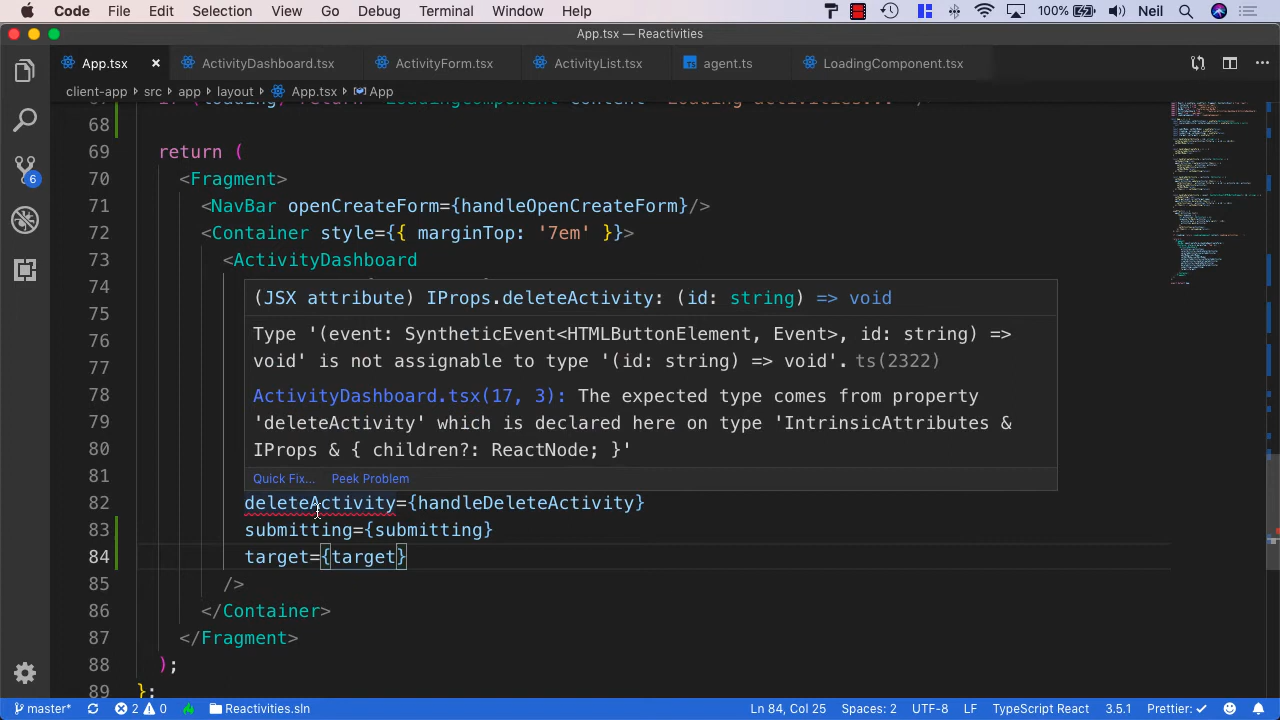 Code File Edit Selection View Go Debug Terminal Window Help 100% Neil
App.tsx — Reactivities
App.tsx × ActivityDashboard.tsx ActivityForm.tsx ActivityList.tsx agent.ts LoadingComponent.tsx
client-app › src › app › layout › App.tsx › App
68
69 return (
70 <Fragment>
71 <NavBar openCreateForm={handleOpenCreateForm}/>
72 <Container style={{ marginTop: '7em' }}>
73 <ActivityDashboard
74
75 (JSX attribute) IProps.deleteActivity: (id: string) => void
76 Type '(event: SyntheticEvent<HTMLButtonElement, Event>, id: string) =>
77 void' is not assignable to type '(id: string) => void'. ts(2322)
78 ActivityDashboard.tsx(17, 3): The expected type comes from property
79 'deleteActivity' which is declared here on type 'IntrinsicAttributes &
80 IProps & { children?: ReactNode; }'
81 Quick Fix... Peek Problem
82 deleteActivity={handleDeleteActivity}
83 submitting={submitting}
84 target={target}
85 />
86 </Container>
87 </Fragment>
88 );
89 };
6
master* 2 0 Reactivities.sln Ln 84, Col 25 Spaces: 2 UTF-8 LF TypeScript React 3.5.1 Prettier: ✓